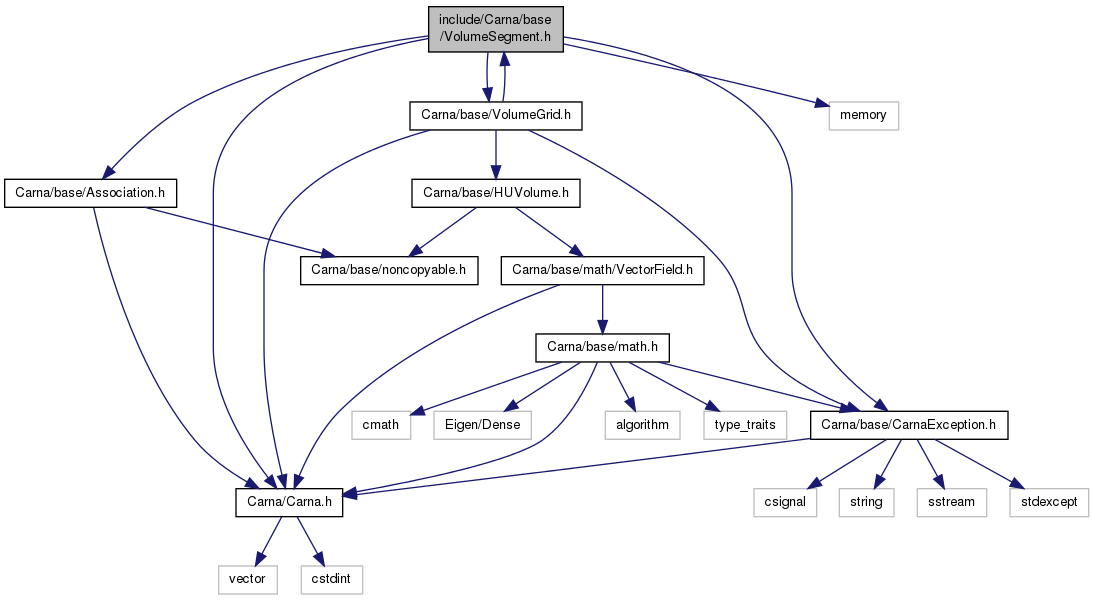 include/Carna/base
/VolumeSegment.h
Carna/base/VolumeGrid.h
memory
Carna/base/Association.h
Carna/base/HUVolume.h
Carna/base/noncopyable.h
Carna/base/math/VectorField.h
Carna/base/math.h
cmath
Eigen/Dense
algorithm
type_traits
Carna/base/CarnaException.h
Carna/Carna.h
csignal
string
sstream
stdexcept
vector
cstdint